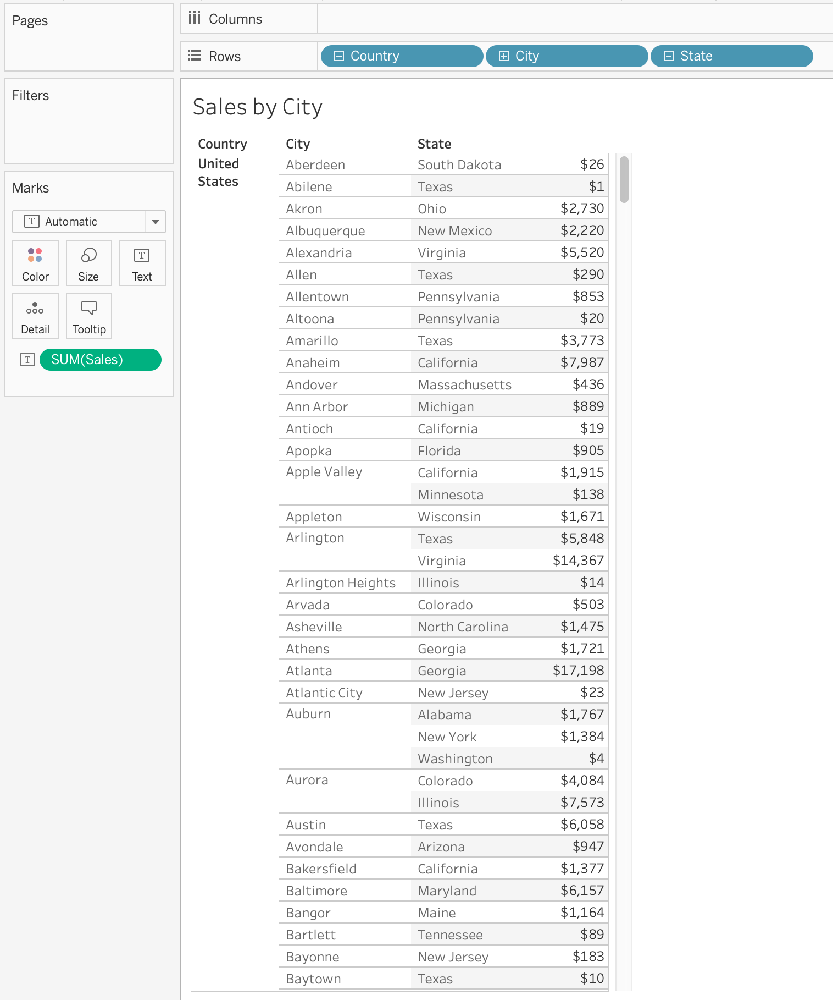 Pages
Columns
Rows
Country
City
State
Filters
Marks
T Automatic
Color
Size
T
Text
Detail
Tooltip
T SUM(Sales)
Sales by City
Country City State
United States Aberdeen South Dakota $26
Abilene Texas $1
Akron Ohio $2,730
Albuquerque New Mexico $2,220
Alexandria Virginia $5,520
Allen Texas $290
Allentown Pennsylvania $853
Altoona Pennsylvania $20
Amarillo Texas $3,773
Anaheim California $7,987
Andover Massachusetts $436
Ann Arbor Michigan $889
Antioch California $19
Apopka Florida $905
Apple Valley California $1,915
Minnesota $138
Appleton Wisconsin $1,671
Arlington Texas $5,848
Virginia $14,367
Arlington Heights Illinois $14
Arvada Colorado $503
Asheville North Carolina $1,475
Athens Georgia $1,721
Atlanta Georgia $17,198
Atlantic City New Jersey $23
Auburn Alabama $1,767
New York $1,384
Washington $4
Aurora Colorado $4,084
Illinois $7,573
Austin Texas $6,058
Avondale Arizona $947
Bakersfield California $1,377
Baltimore Maryland $6,157
Bangor Maine $1,164
Bartlett Tennessee $89
Bayonne New Jersey $183
Baytown Texas $10